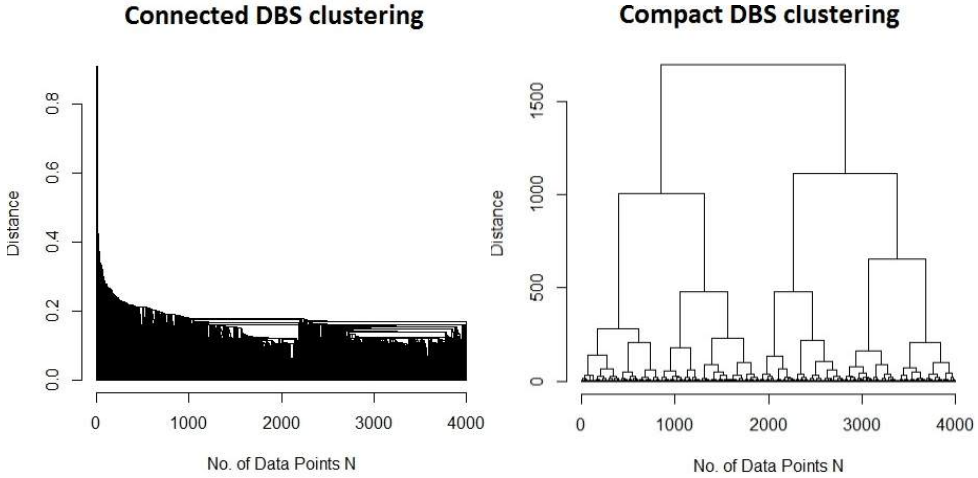 Connected DBS clustering
Distance
0.8
0.6
0.4
0.2
0.0
0 1000 2000 3000 4000
No. of Data Points N
Compact DBS clustering
Distance
1500
1000
500
0
0 1000 2000 3000 4000
No. of Data Points N